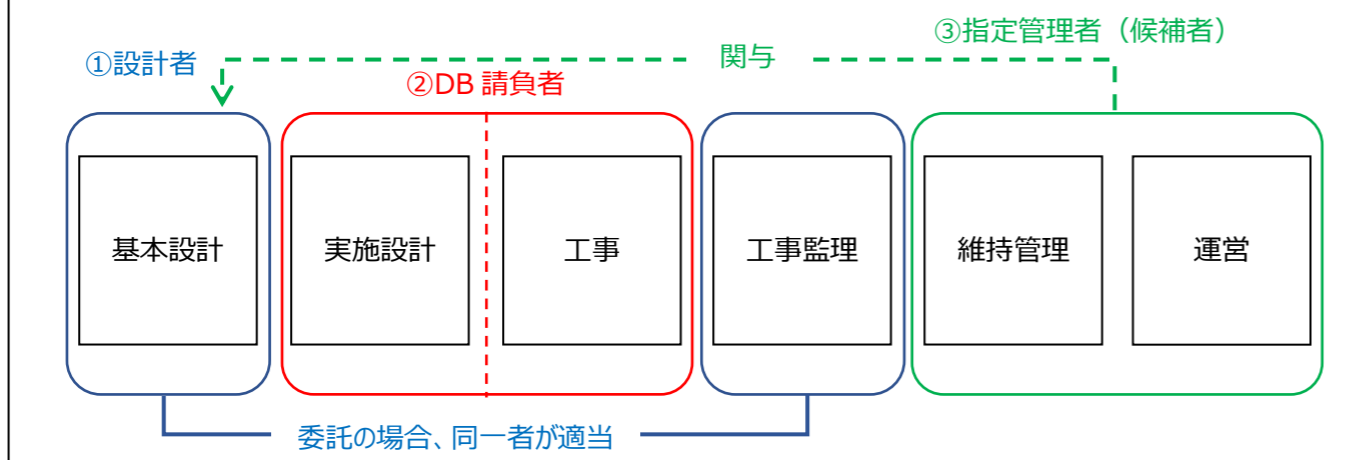 ③指定管理者（候補者）
関与
①設計者
②DB 請負者
基本設計
実施設計
工事
工事監理
維持管理
運営
委託の場合、同一者が適当